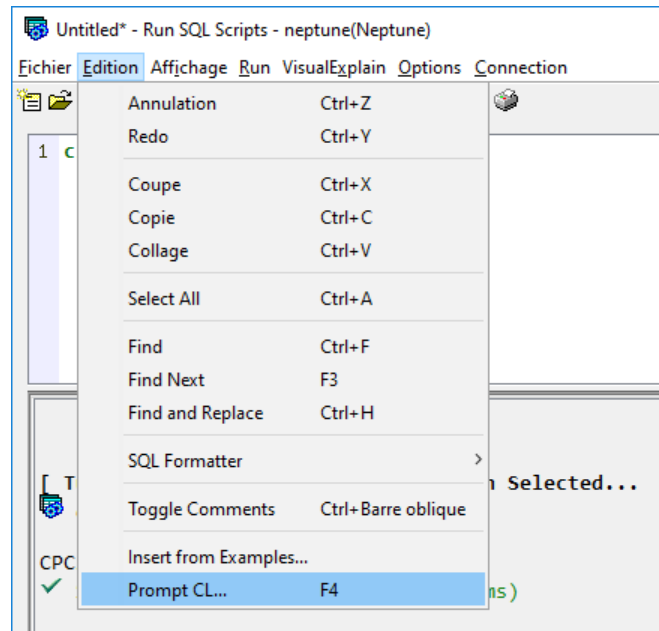 Untitled* - Run SQL Scripts - neptune(Neptune)
Fichier Edition Affichage Run VisualExplain Options Connection
1 c
Annulation Ctrl+Z
Redo Ctrl+Y
Coupe Ctrl+X
Copie Ctrl+C
Collage Ctrl+V
Select All Ctrl+A
Find Ctrl+F
Find Next F3
Find and Replace Ctrl+H
SQL Formatter
[ T n Selected...
Toggle Comments Ctrl+Barre oblique
Insert from Examples...
CPC
Prompt CL... F4
ms)